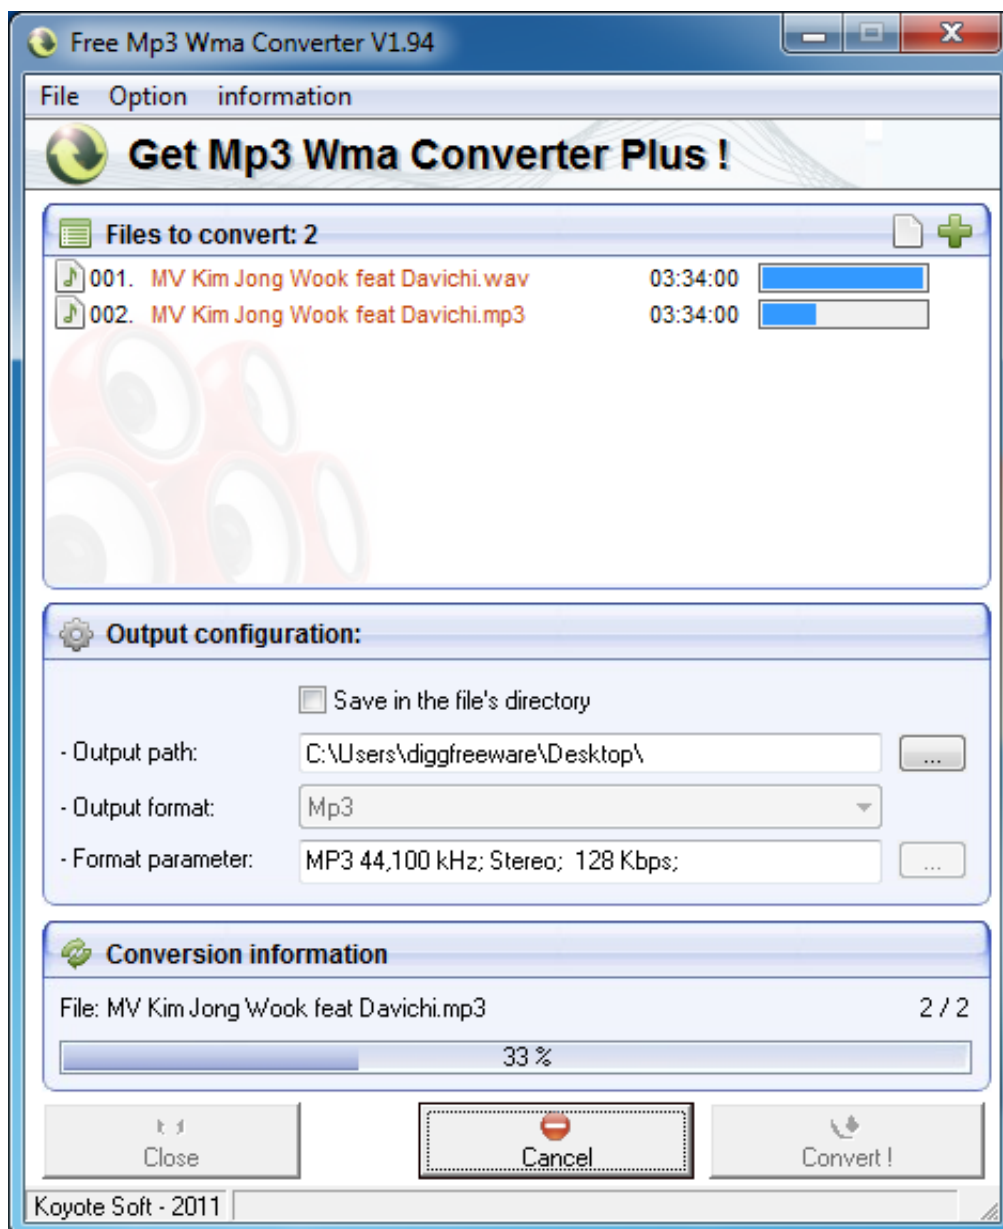 Free Mp3 Wma Converter V1.94
File Option information
Get Mp3 Wma Converter Plus !
Files to convert: 2
001. MV Kim Jong Wook feat Davichi.wav 03:34:00
002. MV Kim Jong Wook feat Davichi.mp3 03:34:00
Output configuration:
Save in the file's directory
- Output path: C:\Users\diggfreeware\Desktop\ ...
- Output format: Mp3
- Format parameter: MP3 44,100 kHz; Stereo; 128 Kbps; ...
Conversion information
File: MV Kim Jong Wook feat Davichi.mp3 2 / 2
33 %
Close Cancel Convert !
Koyote Soft - 2011